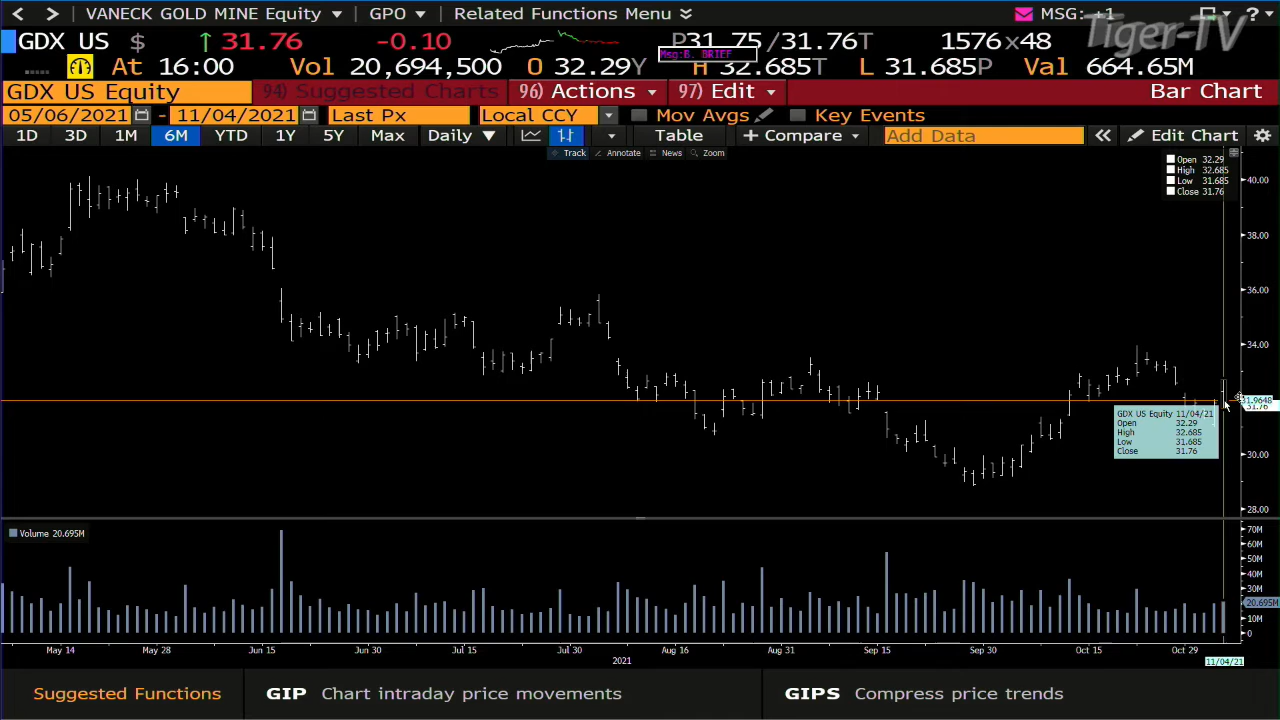 VANECK GOLD MINE Equity GPO Related Functions Menu MSG: +1 ?
Tiger-TV
GDX US $ ↑ 31.76 -0.10 P31.75/31.76T 1576x48
Msg:B. BRIEF
At 16:00 Vol 20,694,500 O 32.29Y H 32.685T L 31.685P Val 664.65M
GDX US Equity 94) Suggested Charts 96) Actions 97) Edit Bar Chart
05/06/2021 - 11/04/2021 Last Px Local CCY Mov Avgs Key Events
1D 3D 1M 6M YTD 1Y 5Y Max Daily ▼ Table + Compare Add Data « Edit Chart
Track Annotate News Zoom
Open 32.29
High 32.685
Low 31.685
Close 31.76
40.00
38.00
36.00
34.00
31.76
30.00
28.00
GDX US Equity 11/04/21
Open 32.29
High 32.685
Low 31.685
Close 31.76
Volume 20.695M
70M
60M
50M
40M
30M
20.695M
10M
0
May 14 May 28 Jun 15 Jun 30 Jul 15 Jul 30 Aug 16 Aug 31 Sep 15 Sep 30 Oct 15 Oct 29
2021 11/04/21
Suggested Functions GIP Chart intraday price movements GIPS Compress price trends